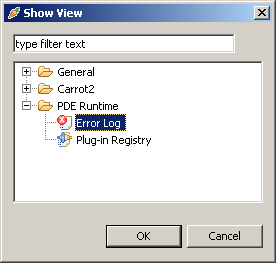 Show View
type filter text
General
Carrot2
PDE Runtime
Error Log
Plug-in Registry
OK
Cancel